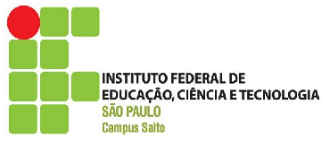 INSTITUTO FEDERAL DE
EDUCAÇÃO, CIÊNCIA E TECNOLOGIA
SÃO PAULO
Campus Salto